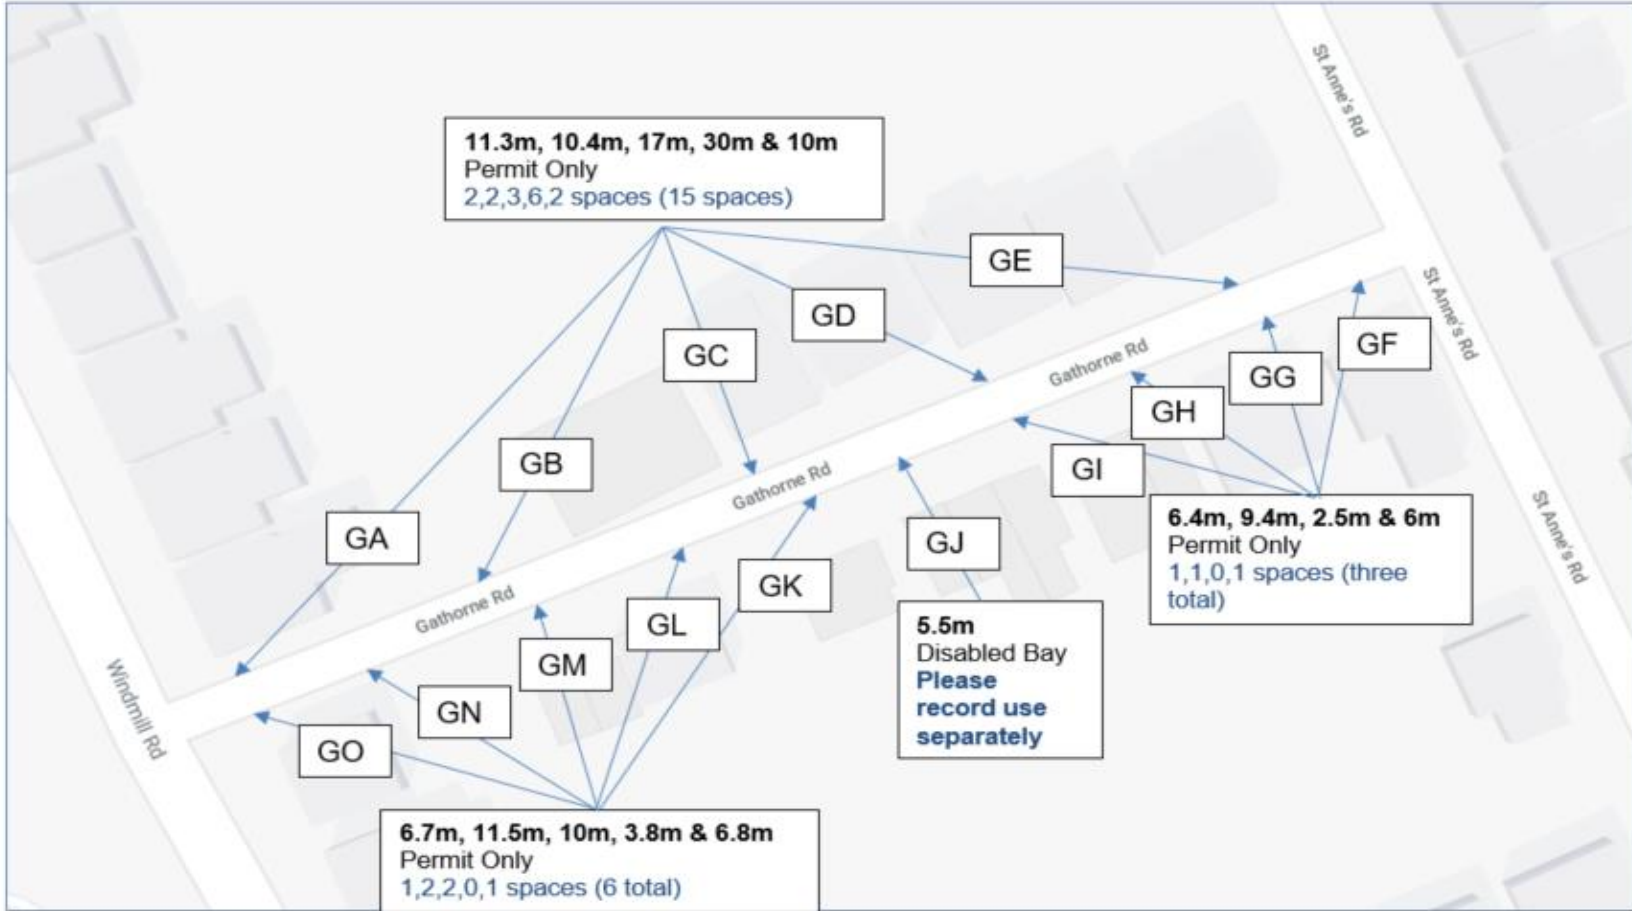 St Anne's Rd
11.3m, 10.4m, 17m, 30m & 10m
Permit Only
2,2,3,6,2 spaces (15 spaces)
GE
St Anne's Rd
GD
GC
Gathorne Rd
GF
GG
GH
GB
Gathorne Rd
GI
St Anne's Rd
6.4m, 9.4m, 2.5m & 6m
Permit Only
1,1,0,1 spaces (three
total)
GA
GJ
GK
Gathorne Rd
GL
5.5m
Disabled Bay
Please
record use
separately
GM
Windmill Rd
GN
GO
6.7m, 11.5m, 10m, 3.8m & 6.8m
Permit Only
1,2,2,0,1 spaces (6 total)